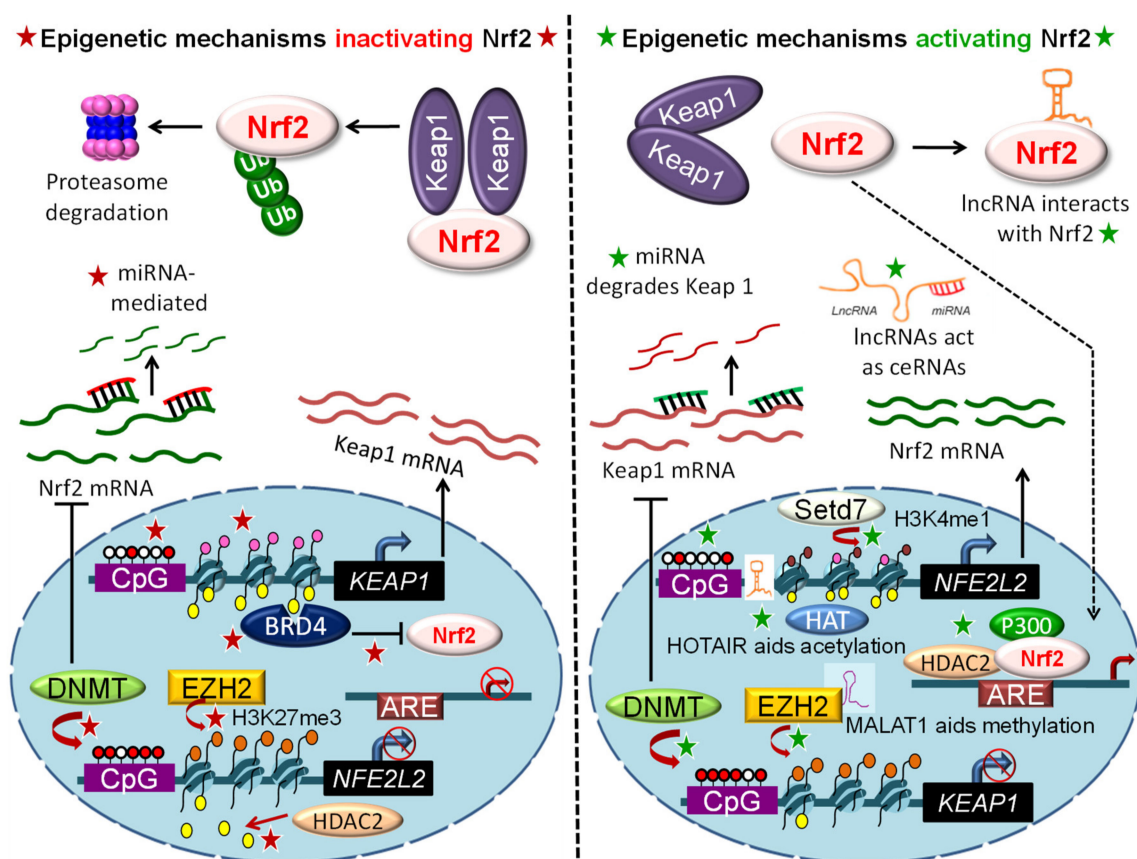 Epigenetic mechanisms inactivating Nrf2
Nrf2
Keap1
Keap1
Nrf2
Ub
Ub
Ub
Proteasome
degradation
miRNA-
mediated
Nrf2 mRNA
Keap1 mRNA
CpG
KEAP1
BRD4
Nrf2
DNMT
EZH2
H3K27me3
ARE
CpG
NFE2L2
HDAC2
Epigenetic mechanisms activating Nrf2
Keap1
Keap1
Nrf2
Nrf2
lncRNA interacts
with Nrf2
miRNA
degrades Keap 1
LncRNA
miRNA
lncRNAs act
as ceRNAs
Keap1 mRNA
Nrf2 mRNA
Setd7
H3K4me1
CpG
NFE2L2
HAT
HOTAIR aids acetylation
P300
HDAC2
Nrf2
ARE
DNMT
EZH2
MALAT1 aids methylation
CpG
KEAP1